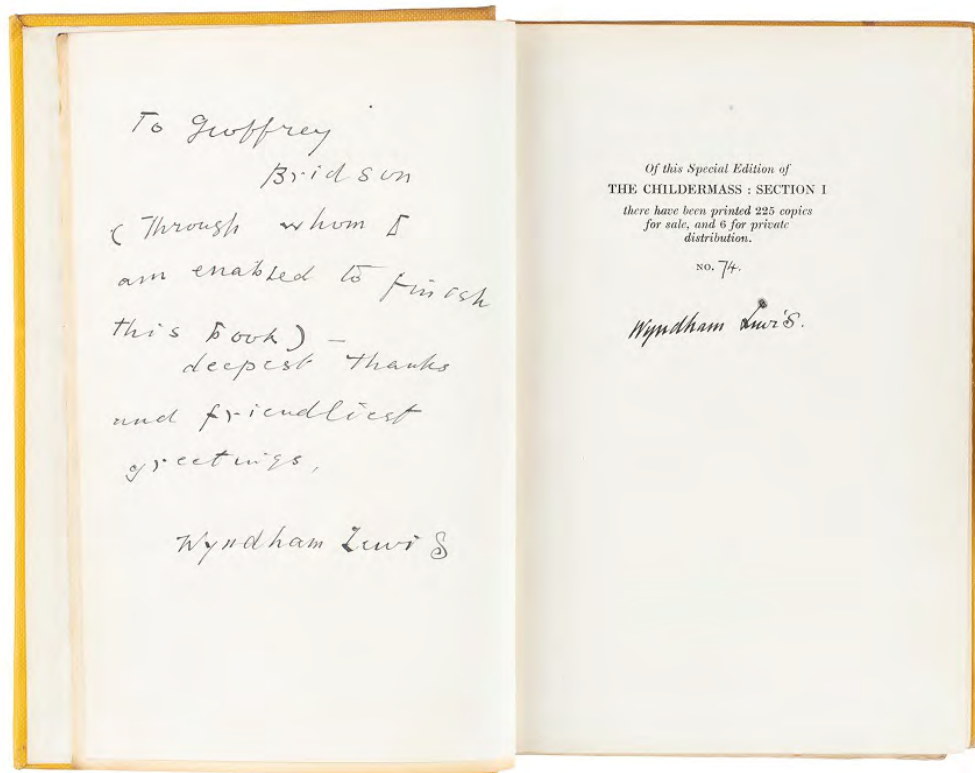 To Geoffrey
Bridson
(Through whom I
am enabled to finish
this book) –
deepest thanks
and friendliest
greetings,
Wyndham Lewis
Of this Special Edition of
THE CHILDERMASS : SECTION I
there have been printed 225 copies
for sale, and 6 for private
distribution.
NO. 74.
Wyndham Lewis.